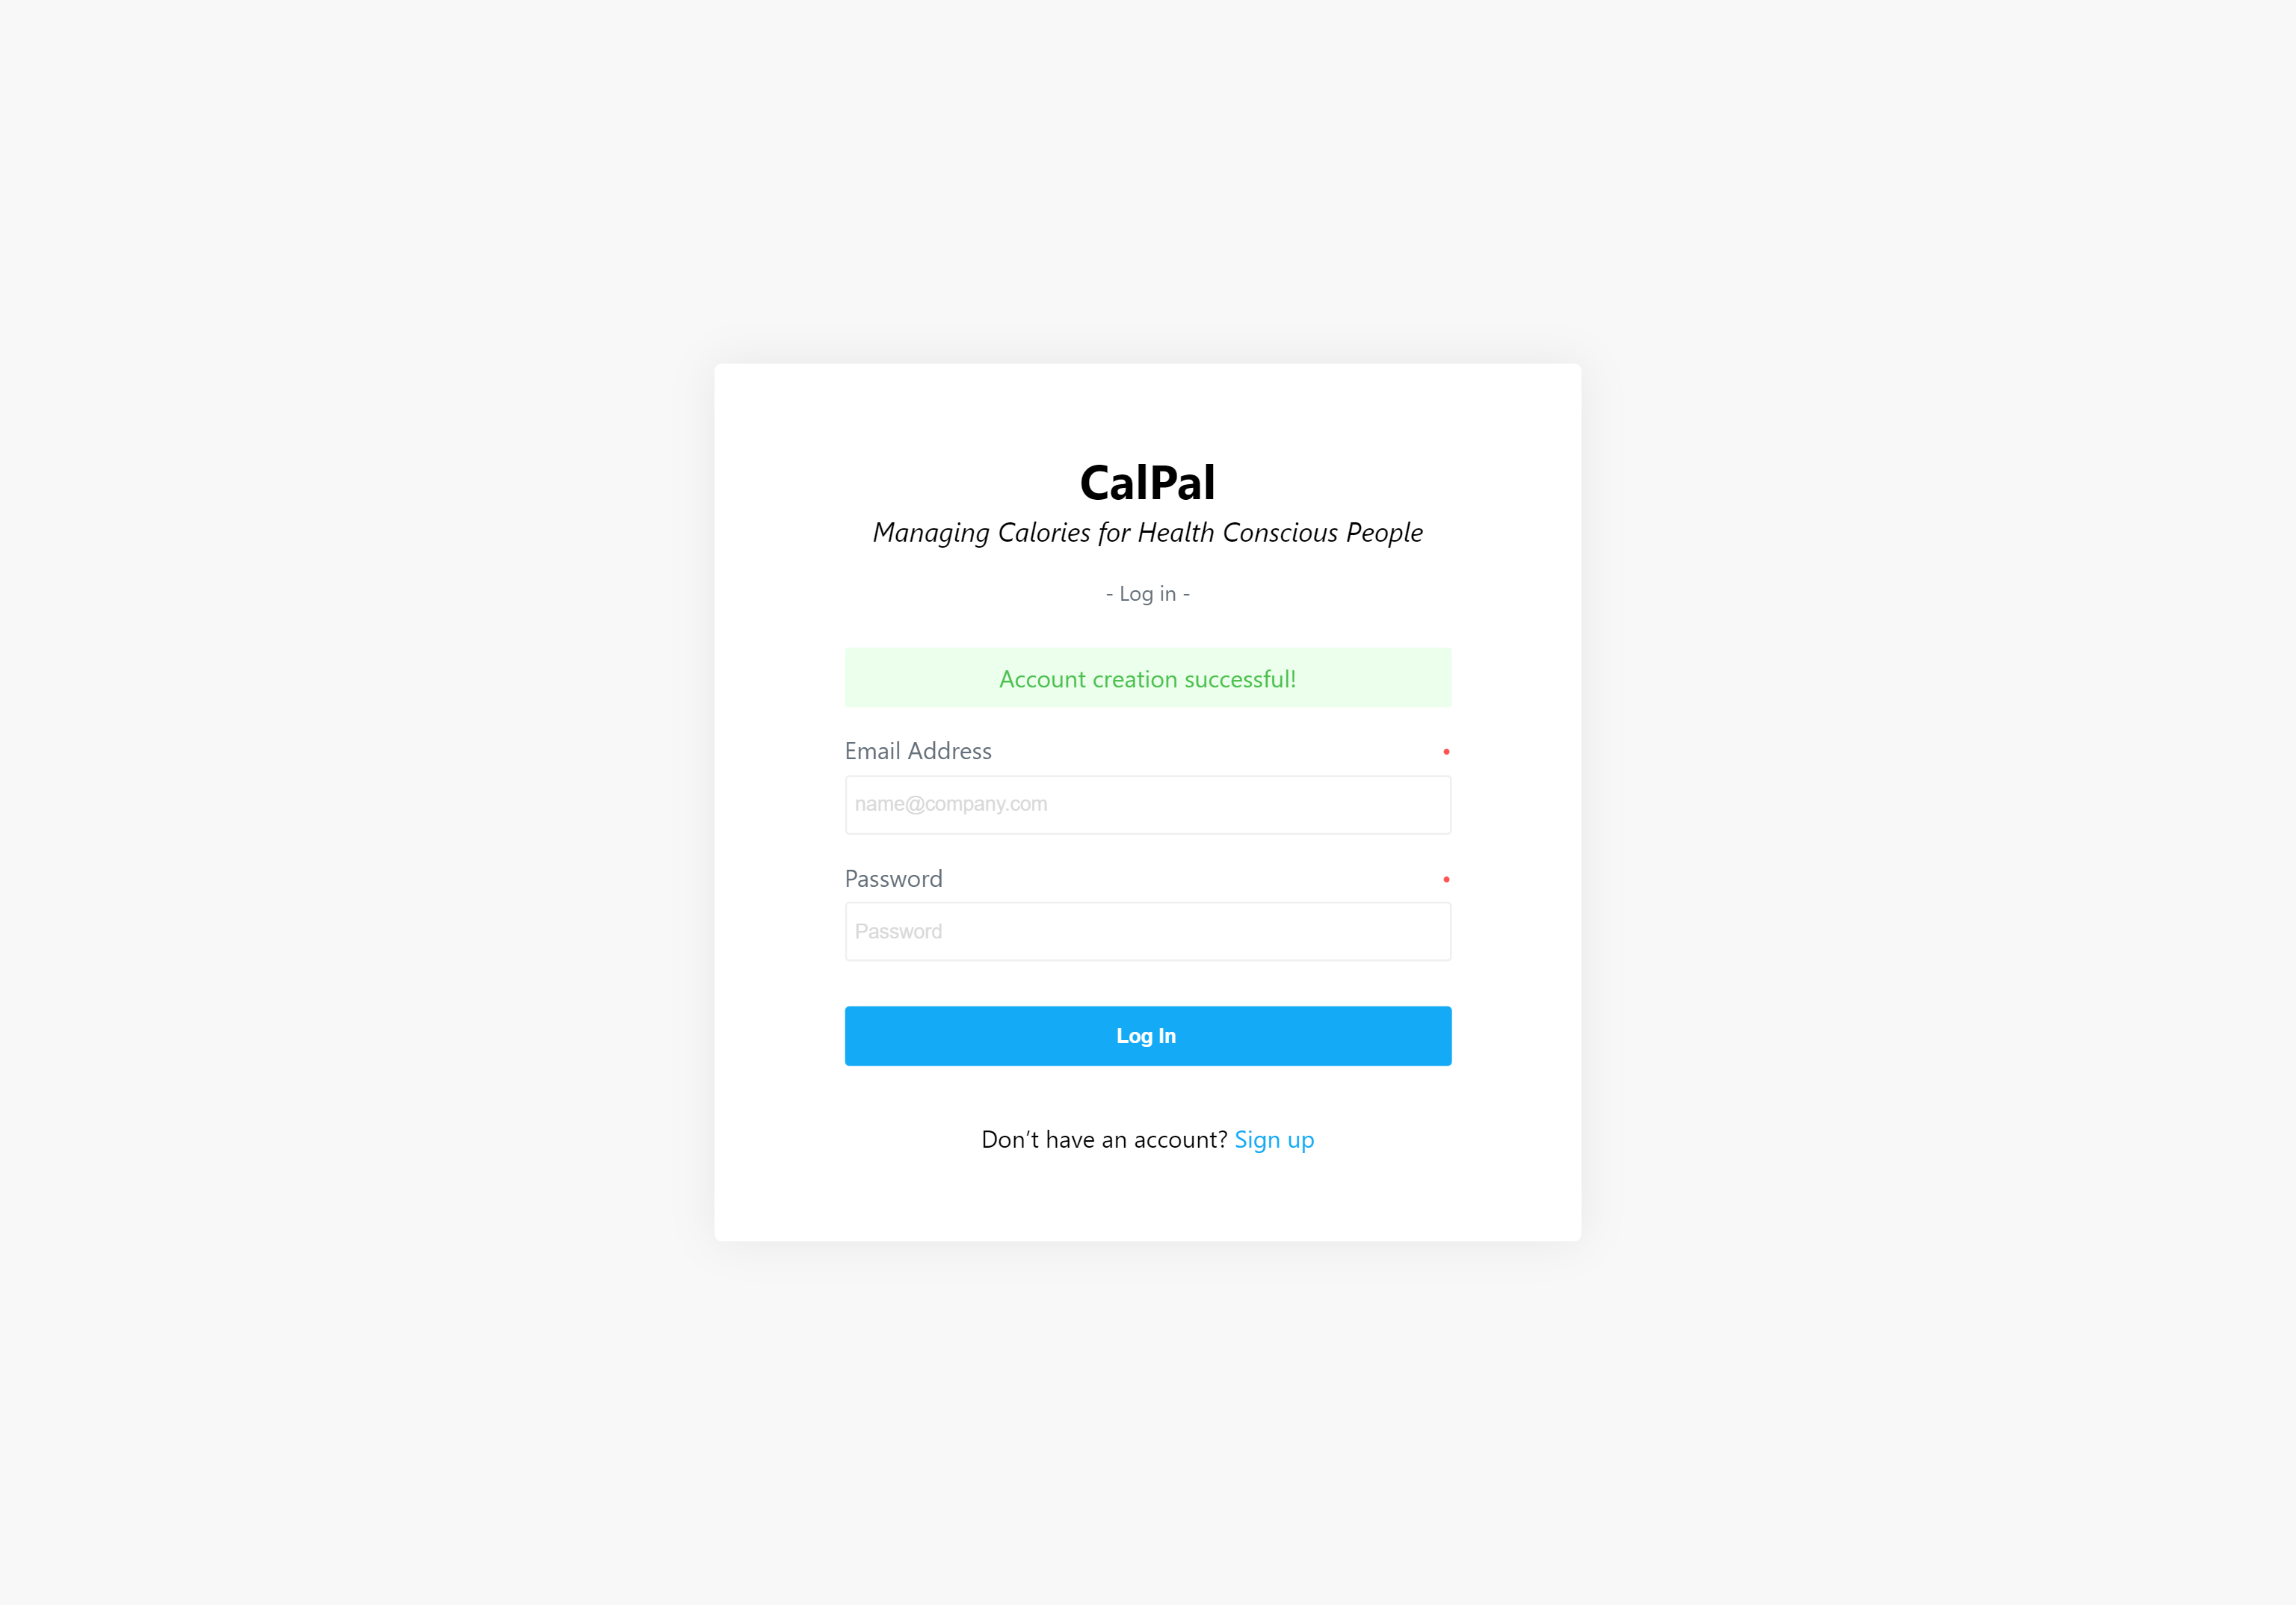 CalPal
Managing Calories for Health Conscious People
- Log in -
Account creation successful!
Email Address •
name@company.com
Password •
Password
Log In
Don’t have an account? Sign up